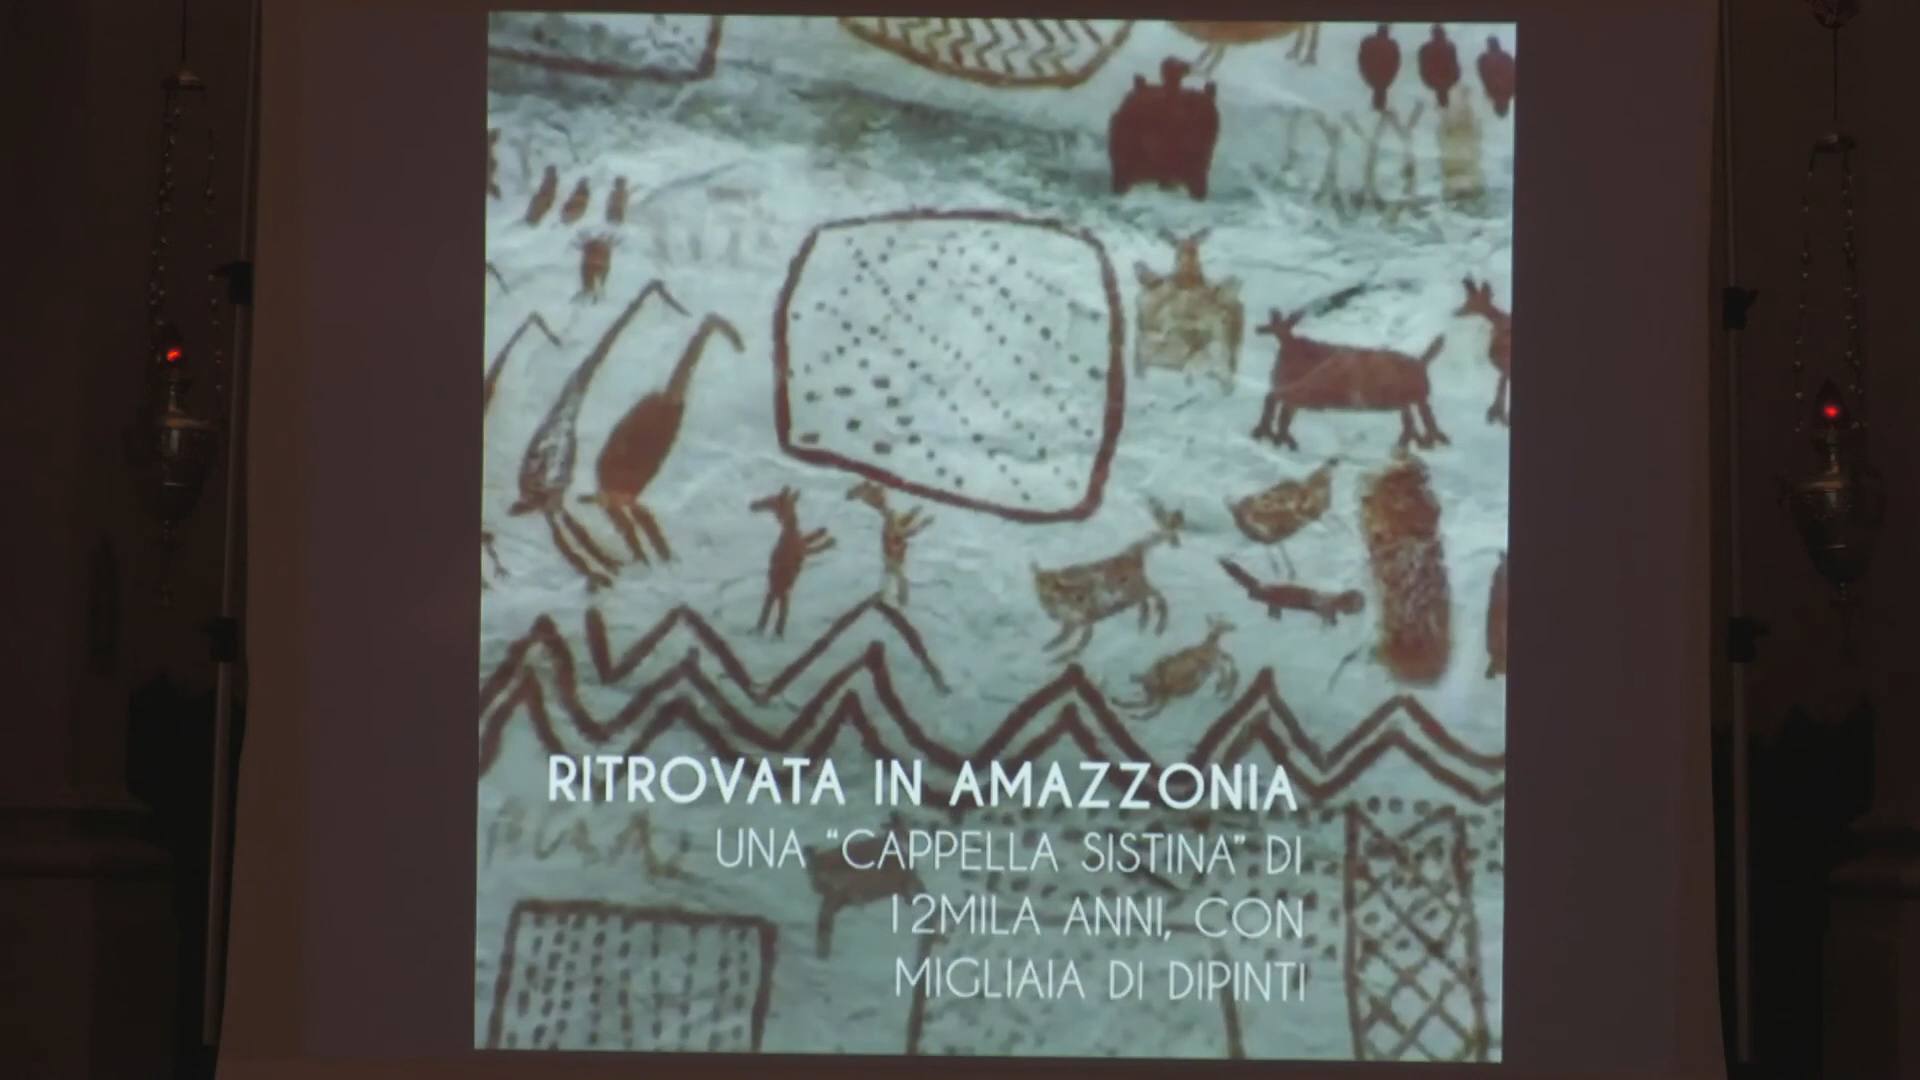 RITROVATA IN AMAZZONIA
UNA “CAPPELLA SISTINA” DI
12MILA ANNI, CON
MIGLIAIA DI DIPINTI